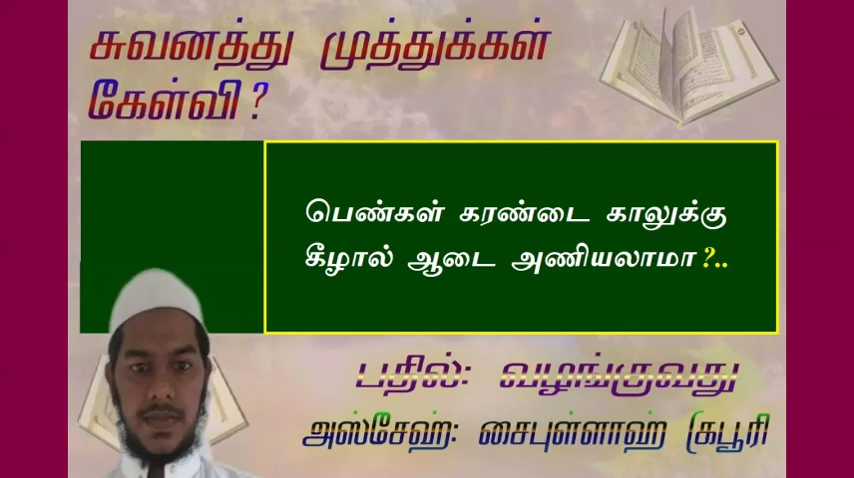 சுவனத்து முத்துக்கள்
கேள்வி ?
பெண்கள் கரண்டை காலுக்கு
கீழால் ஆடை அணியலாமா ?..
பதில்: வழங்குவது
அஸ்சேஹ்: சைபுள்ளாஹ் (கபூரி